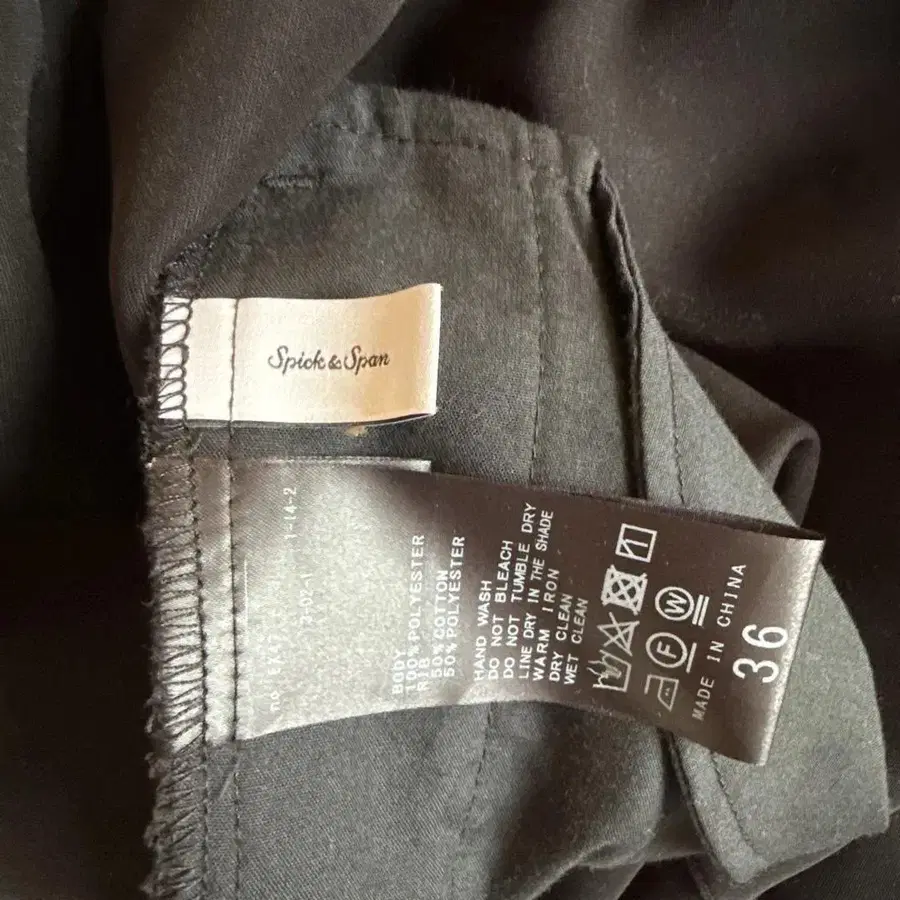 Spick & Span
BODY
100% POLYESTER
RIB
50% COTTON
50% POLYESTER
HAND WASH
DO NOT BLEACH
DO NOT TUMBLE DRY
LINE DRY IN THE SHADE
WARM IRON
DRY CLEAN
WET CLEAN
F W
MADE IN CHINA
36